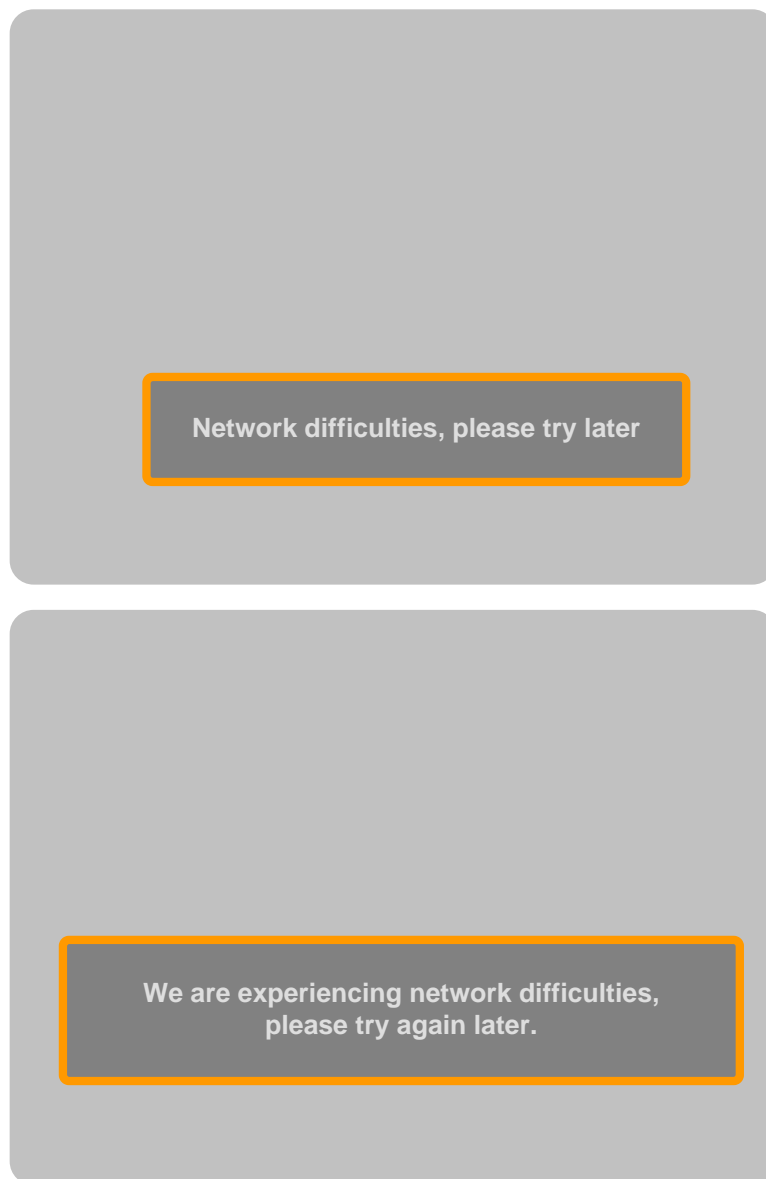 Network difficulties, please try later
We are experiencing network difficulties,
please try again later.